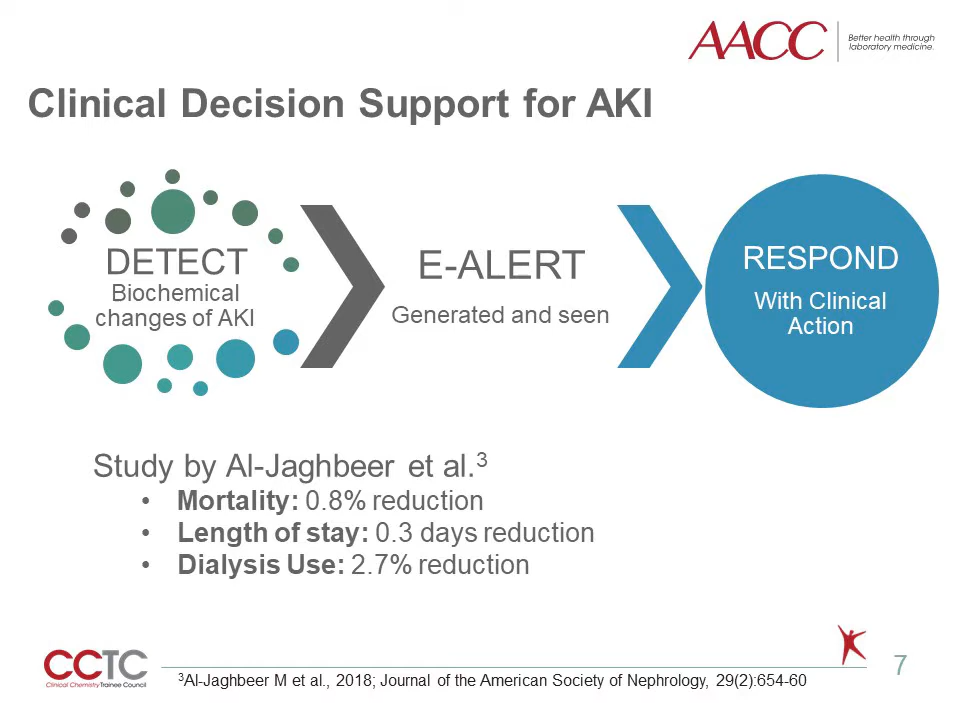 AACC
Better health through
laboratory medicine.
Clinical Decision Support for AKI
DETECT
Biochemical
changes of AKI
E-ALERT
Generated and seen
RESPOND
With Clinical
Action
Study by Al-Jaghbeer et al.³
• Mortality: 0.8% reduction
• Length of stay: 0.3 days reduction
• Dialysis Use: 2.7% reduction
CCTC
Clinical Chemistry Trainee Council
³Al-Jaghbeer M et al., 2018; Journal of the American Society of Nephrology, 29(2):654-60
7